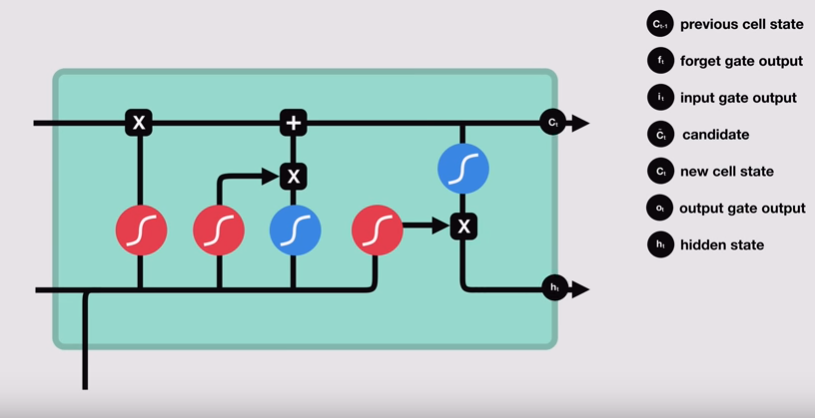 X
+
X
X
Cₜ
hₜ
Cₜ₋₁ previous cell state
fₜ forget gate output
iₜ input gate output
c̃ₜ candidate
Cₜ new cell state
oₜ output gate output
hₜ hidden state